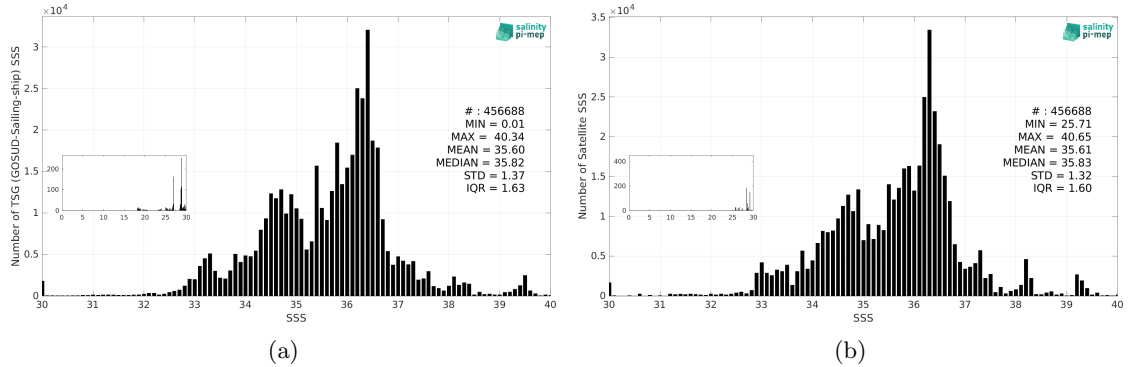 ×10⁴
salinity
pi-mep
Number of TSG (GOSUD-Sailing-ship) SSS
3
2.5
2
1.5
1
0.5
0
# : 456688
MIN = 0.01
MAX = 40.34
MEAN = 35.60
MEDIAN = 35.82
STD = 1.37
IQR = 1.63
200
100
0
0 5 10 15 20 25 30
30 31 32 33 34 35 36 37 38 39 40
SSS
(a)
×10⁴
salinity
pi-mep
Number of Satellite SSS
3.5
3
2.5
2
1.5
1
0.5
0
# : 456688
MIN = 25.71
MAX = 40.65
MEAN = 35.61
MEDIAN = 35.83
STD = 1.32
IQR = 1.60
400
200
0
0 5 10 15 20 25 30
30 31 32 33 34 35 36 37 38 39 40
SSS
(b)